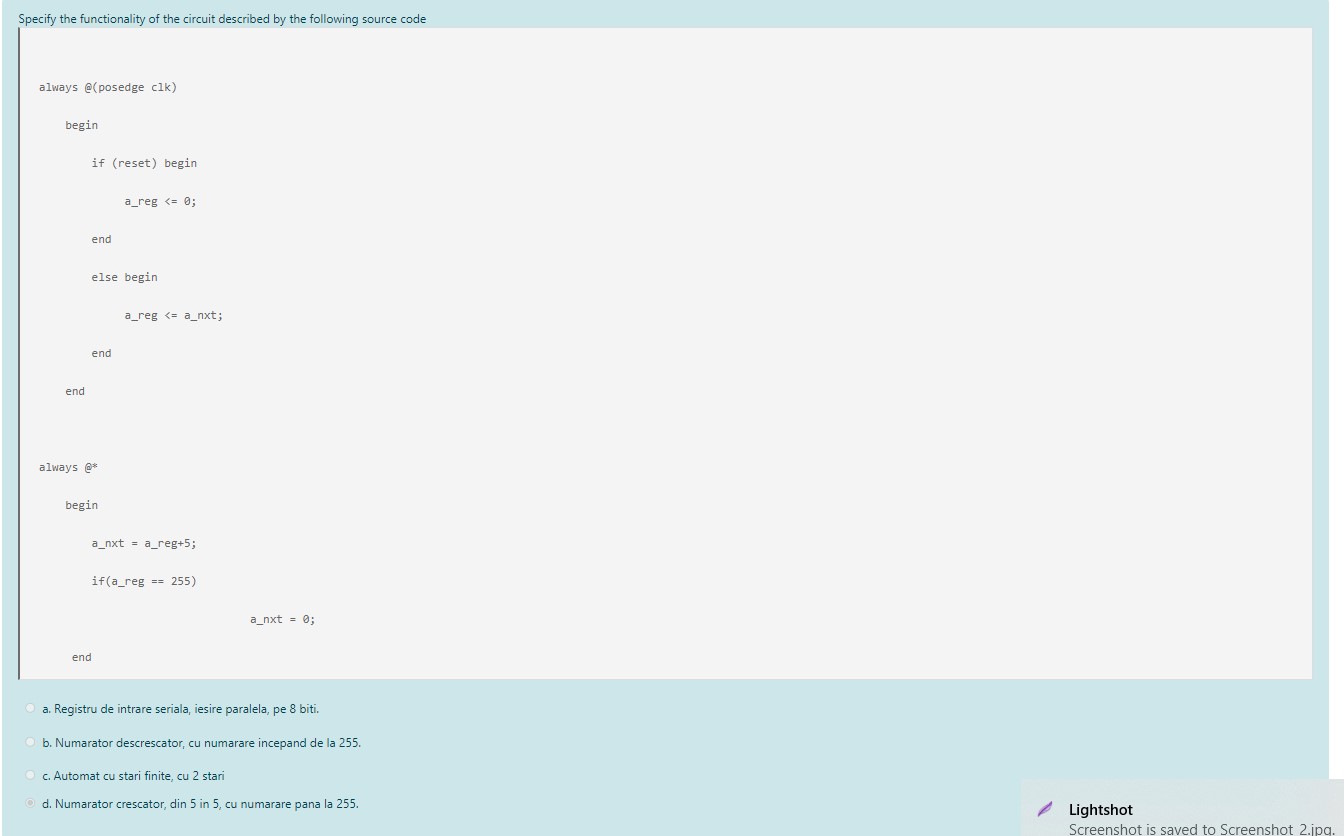 Specify the functionality of the circuit described by the following source code
always @(posedge clk)
begin
if (reset) begin
a_reg <= 0;
end
else begin
a_reg <= a_nxt;
end
end
always @*
begin
a_nxt = a_reg+5;
if(a_reg == 255)
a_nxt = 0;
end
a. Registru de intrare seriala, iesire paralela, pe 8 biti.
b. Numarator descrescator, cu numarare incepand de la 255.
c. Automat cu stari finite, cu 2 stari
d. Numarator crescator, din 5 in 5, cu numarare pana la 255.
Lightshot
Screenshot is saved to Screenshot_2.jpg.